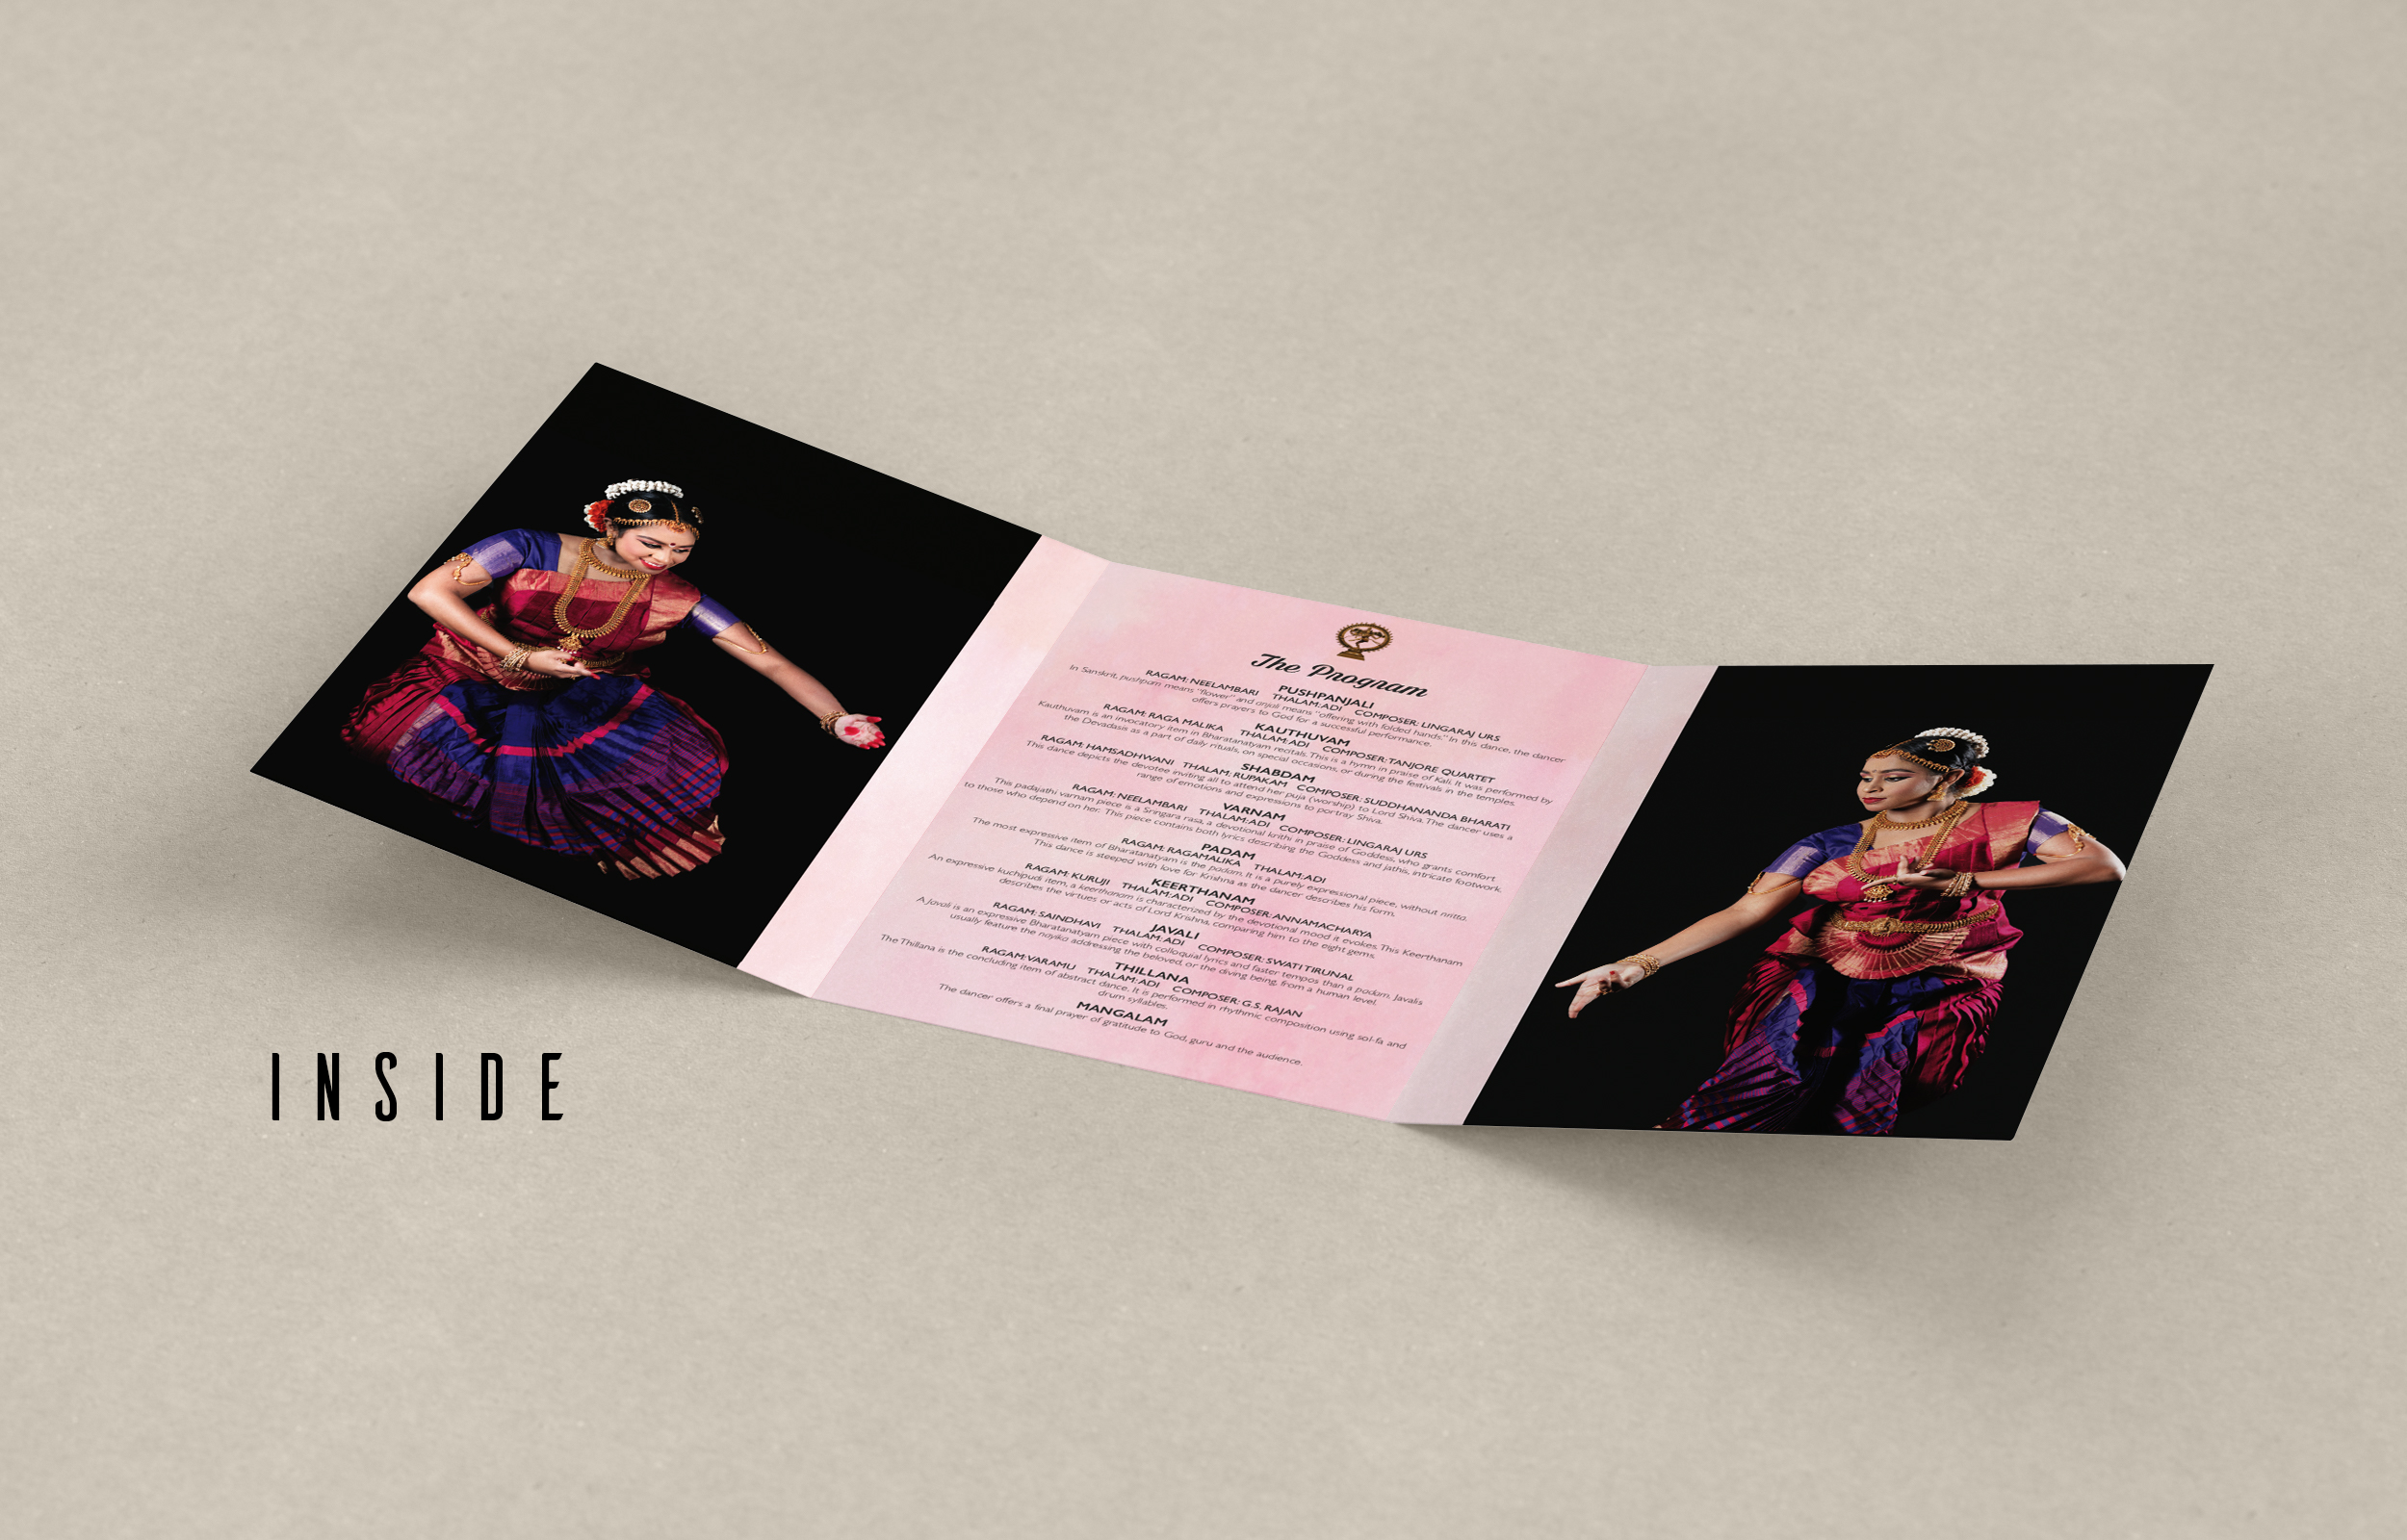 The Program
PUSHPANJALI
RAGAM: NEELAMBARI THALAM: ADI COMPOSER: LINGARAJ URS
In Sanskrit, pushpam means "flower" and anjali means "offering with folded hands." In this dance, the dancer
offers prayers to God for a successful performance.
KAUTHUVAM
RAGAM: RAGA MALIKA THALAM: ADI COMPOSER: TANJORE QUARTET
Kauthuvam is an invocatory item in Bharatanatyam recitals. This is a hymn in praise of Kali. It was performed by
the Devadasis as a part of daily rituals, on special occasions, or during the festivals in the temples.
SHABDAM
RAGAM: HAMSADHWANI THALAM: RUPAKAM COMPOSER: SUDDHANANDA BHARATI
This dance depicts the devotee inviting all to attend her puja (worship) to Lord Shiva. The dancer uses a
range of emotions and expressions to portray Shiva.
VARNAM
RAGAM: NEELAMBARI THALAM: ADI COMPOSER: LINGARAJ URS
This padajathi varnam piece is a Sringara rasa, a devotional krithi in praise of Goddess, who grants comfort
to those who depend on her. This piece contains both lyrics describing the Goddess and jathis, intricate footwork.
PADAM
RAGAM: RAGAMALIKA THALAM: ADI
The most expressive item of Bharatanatyam is the padam. It is a purely expressional piece, without nritta.
This dance is steeped with love for Krishna as the dancer describes his form.
KEERTHANAM
RAGAM: KURUJI THALAM: ADI COMPOSER: ANNAMACHARYA
An expressive kuchipudi item, a keerthanam is characterized by the devotional mood it evokes. This Keerthanam
describes the virtues or acts of Lord Krishna, comparing him to the eight gems.
JAVALI
RAGAM: SAINDHAVI THALAM: ADI COMPOSER: SWATI TIRUNAL
A Javali is an expressive Bharatanatyam piece with colloquial lyrics and faster tempos than a padam. Javalis
usually feature the nayika addressing the beloved, or the diving being, from a human level.
THILLANA
RAGAM: VARAMU THALAM: ADI COMPOSER: G.S. RAJAN
The Thillana is the concluding item of abstract dance. It is performed in rhythmic composition using sol-fa and
drum syllables.
MANGALAM
The dancer offers a final prayer of gratitude to God, guru and the audience.
INSIDE